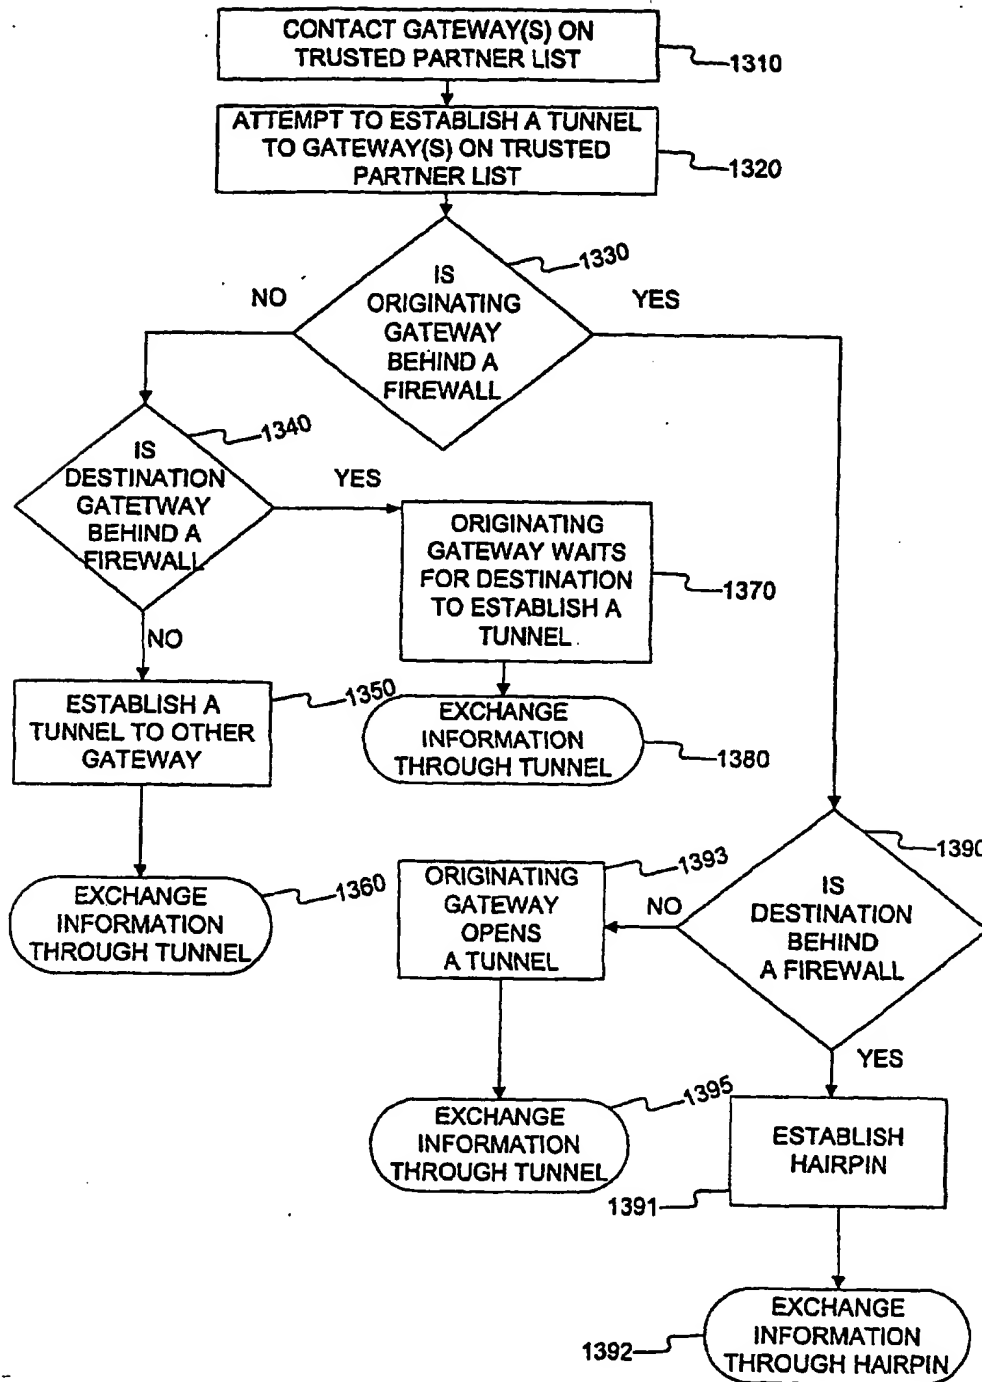 CONTACT GATEWAY(S) ON
TRUSTED PARTNER LIST
1310
ATTEMPT TO ESTABLISH A TUNNEL
TO GATEWAY(S) ON TRUSTED
PARTNER LIST
1320
1330
IS
ORIGINATING
GATEWAY
BEHIND A
FIREWALL
NO
YES
1340
IS
DESTINATION
GATETWAY
BEHIND A
FIREWALL
YES
NO
ORIGINATING
GATEWAY WAITS
FOR DESTINATION
TO ESTABLISH A
TUNNEL
1370
ESTABLISH A
TUNNEL TO OTHER
GATEWAY
1350
EXCHANGE
INFORMATION
THROUGH TUNNEL
1380
EXCHANGE
INFORMATION
THROUGH TUNNEL
1360
1390
IS
DESTINATION
BEHIND
A FIREWALL
NO
YES
ORIGINATING
GATEWAY
OPENS
A TUNNEL
1393
EXCHANGE
INFORMATION
THROUGH TUNNEL
1395
ESTABLISH
HAIRPIN
1391
EXCHANGE
INFORMATION
THROUGH HAIRPIN
1392